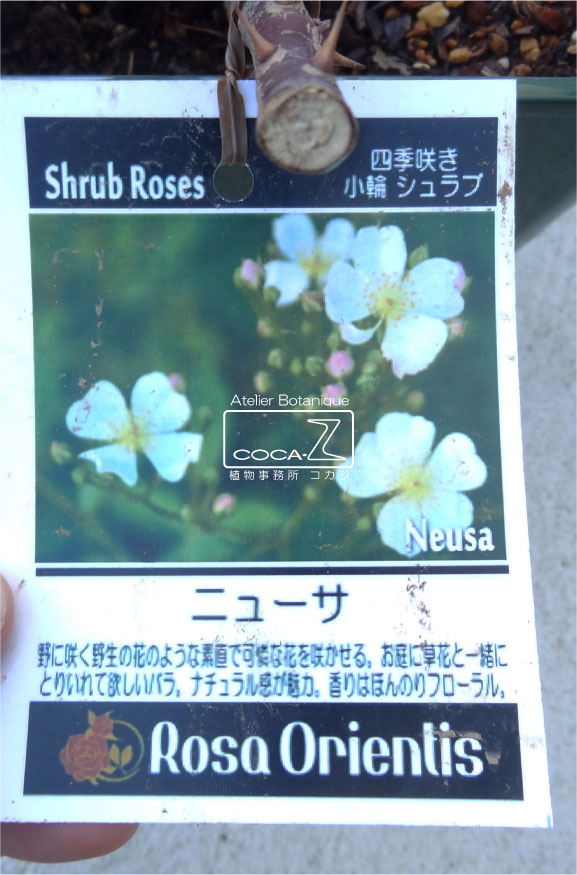 Shrub Roses
四季咲き
小輪 シュラブ
Atelier Botanique
COCA-Z
植物事務所 コカジ
Neusa
ニューサ
野に咲く野生の花のような素直で可憐な花を咲かせる。お庭に草花と一緒に
とりいれて欲しいバラ。ナチュラル感が魅力。香りはほんのりフローラル。
Rosa Orientis